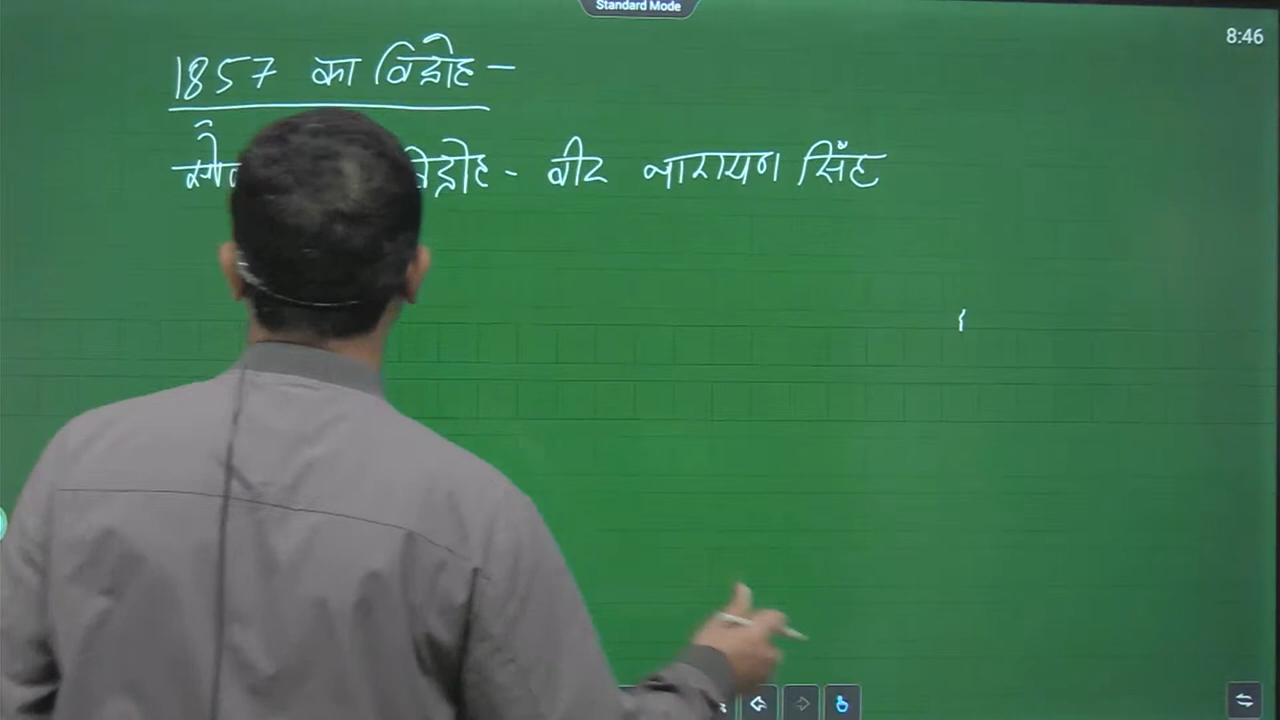 Standard Mode
8:46
1857 का विद्रोह -
विद्रोह - वीर नारायण सिँह